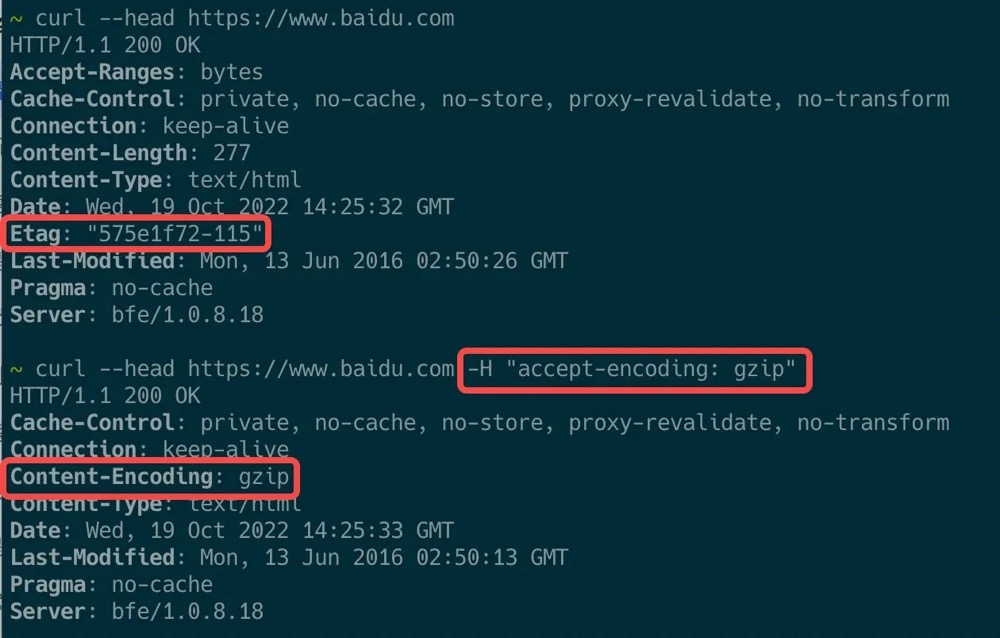 ~ curl --head https://www.baidu.com
HTTP/1.1 200 OK
Accept-Ranges: bytes
Cache-Control: private, no-cache, no-store, proxy-revalidate, no-transform
Connection: keep-alive
Content-Length: 277
Content-Type: text/html
Date: Wed, 19 Oct 2022 14:25:32 GMT
Etag: "575e1f72-115"
Last-Modified: Mon, 13 Jun 2016 02:50:26 GMT
Pragma: no-cache
Server: bfe/1.0.8.18
~ curl --head https://www.baidu.com -H "accept-encoding: gzip"
HTTP/1.1 200 OK
Cache-Control: private, no-cache, no-store, proxy-revalidate, no-transform
Connection: keep-alive
Content-Encoding: gzip
Content-Type: text/html
Date: Wed, 19 Oct 2022 14:25:33 GMT
Last-Modified: Mon, 13 Jun 2016 02:50:13 GMT
Pragma: no-cache
Server: bfe/1.0.8.18